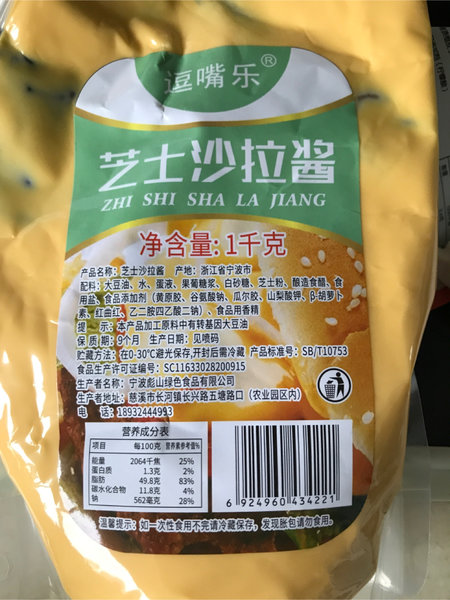 逗嘴乐®
芝士沙拉酱
ZHI SHI SHA LA JIANG
净含量:1千克
产品名称:芝士沙拉酱 产地:浙江省宁波市
配料:大豆油、水、蛋液、果葡糖浆、白砂糖、芝士粉、酿造食醋、食
用盐、食品添加剂(黄原胶、谷氨酸钠、瓜尔胶、山梨酸钾、β-胡萝卜
素、红曲红、乙二胺四乙酸二钠)、食品用香精
提 示:本产品加工原料中有转基因大豆油
保 质 期:9个月 生产日期:见喷码
贮藏方法:在0-30℃避光保存,开封后需冷藏 产品标准号:SB/T10753
食品生产许可证编号:SC11633028200915
生产者名称:宁波彪山绿色食品有限公司
生产者地址:慈溪市长河镇长兴路五塘路口(农业园区内)
电 话:18932444993
营养成分表
项目 每100克 营养素参考值%
能量 2064千焦 25%
蛋白质 1.3克 2%
脂肪 49.8克 83%
碳水化合物 11.8克 4%
钠 562毫克 28%
6 924960 434221
温馨提示:如一次性食用不完请冷藏保存,发现胀包请勿食用。